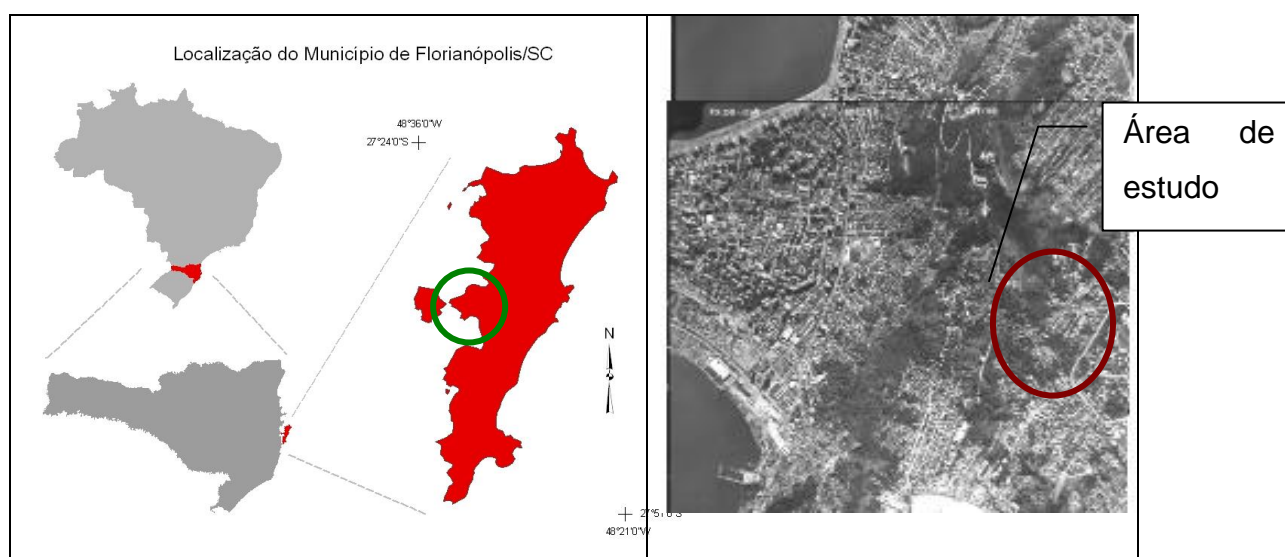 Localização do Município de Florianópolis/SC
48°36'0"W
27°24'0"S
N
48°21'0"W
Área de
estudo